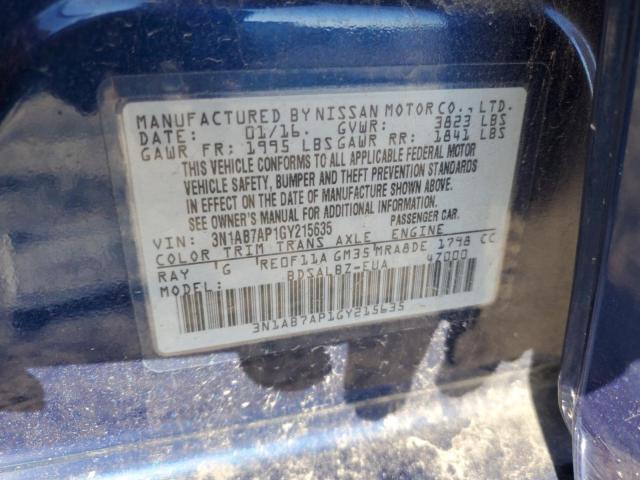 MANUFACTURED BY NISSAN MOTOR CO., LTD.
DATE: 01/16. GVWR: 3823 LBS
GAWR FR: 1995 LBS GAWR RR: 1841 LBS
THIS VEHICLE CONFORMS TO ALL APPLICABLE FEDERAL MOTOR
VEHICLE SAFETY, BUMPER AND THEFT PREVENTION STANDARDS
IN EFFECT ON THE DATE OF MANUFACTURE SHOWN ABOVE.
SEE OWNER'S MANUAL FOR ADDITIONAL INFORMATION.
VIN: 3N1AB7AP1GY215635 PASSENGER CAR.
COLOR TRIM TRANS AXLE ENGINE
RAY G RE0F11A GM35 MRA8DE 1798 CC
MODEL: BDSALBZ-EUA 47000
3N1AB7AP1GY215635